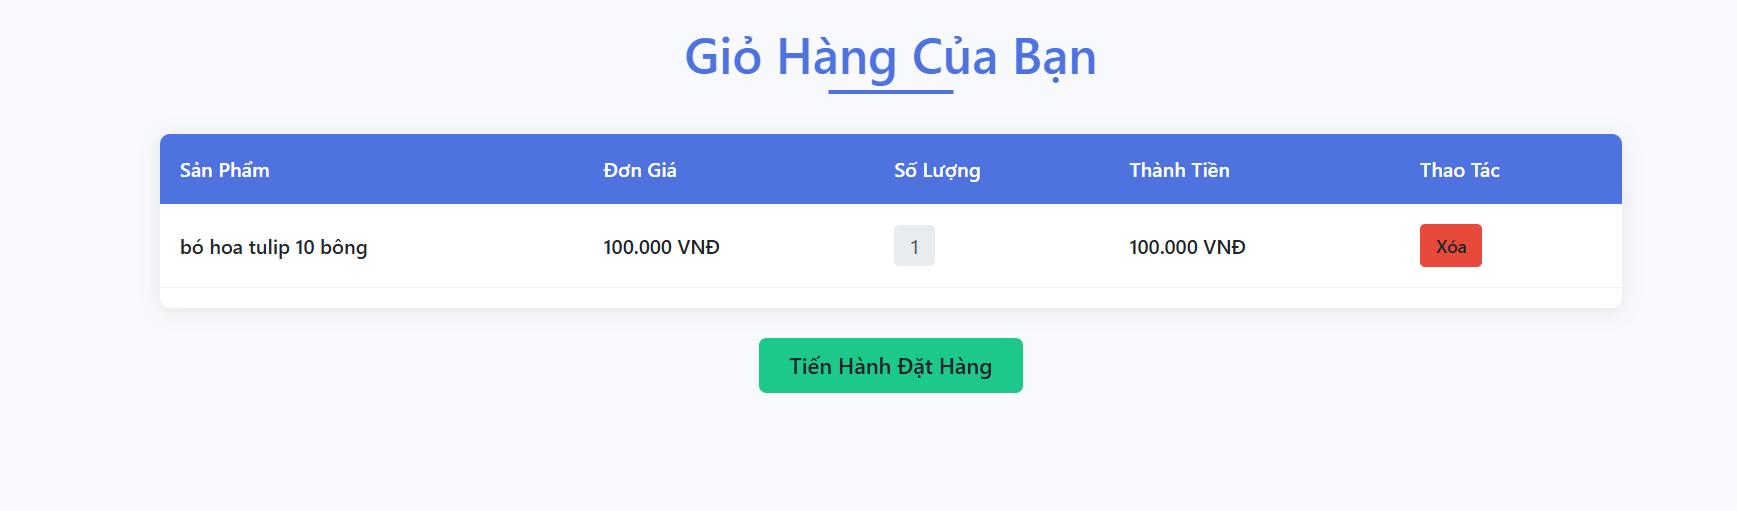 Giỏ Hàng Của Bạn
Sản Phẩm Đơn Giá Số Lượng Thành Tiền Thao Tác
bó hoa tulip 10 bông 100.000 VNĐ 1 100.000 VNĐ Xóa
Tiến Hành Đặt Hàng